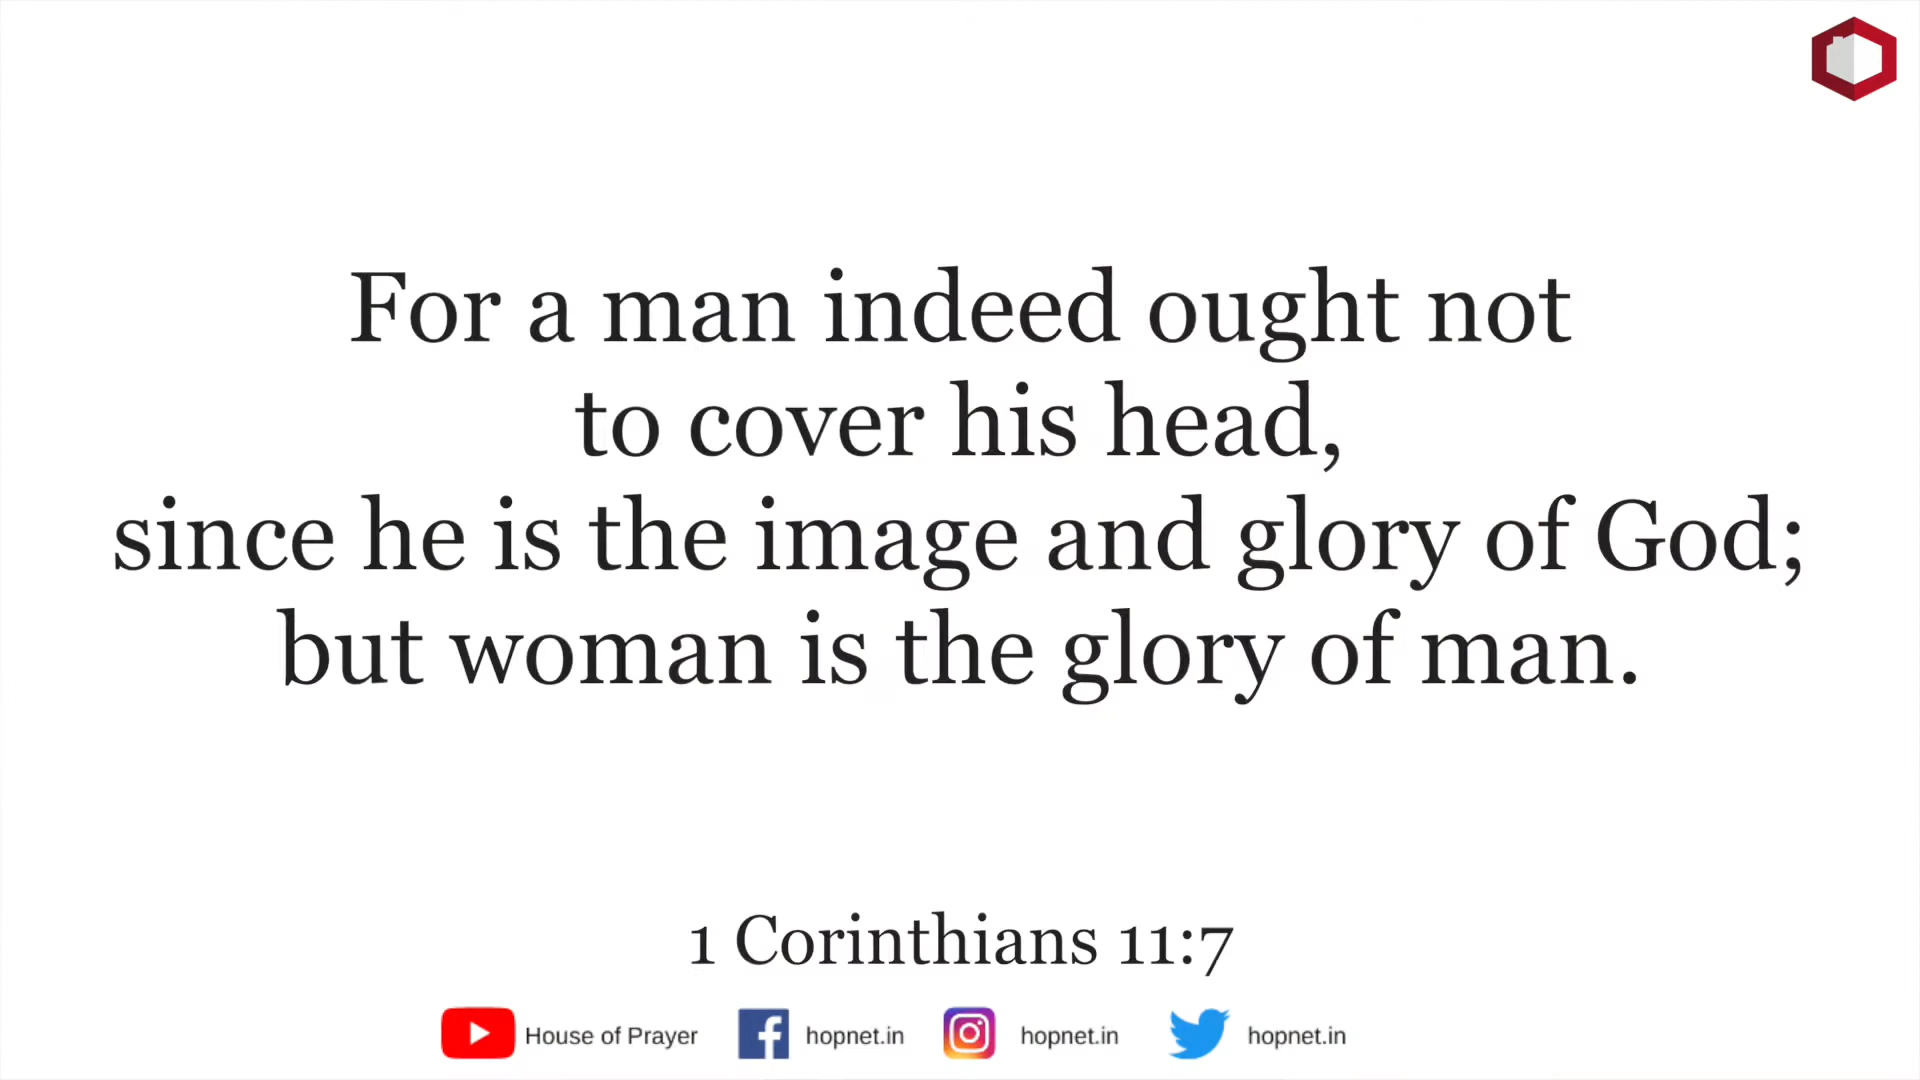 For a man indeed ought not
to cover his head,
since he is the image and glory of God;
but woman is the glory of man.
1 Corinthians 11:7
House of Prayer hopnet.in hopnet.in hopnet.in